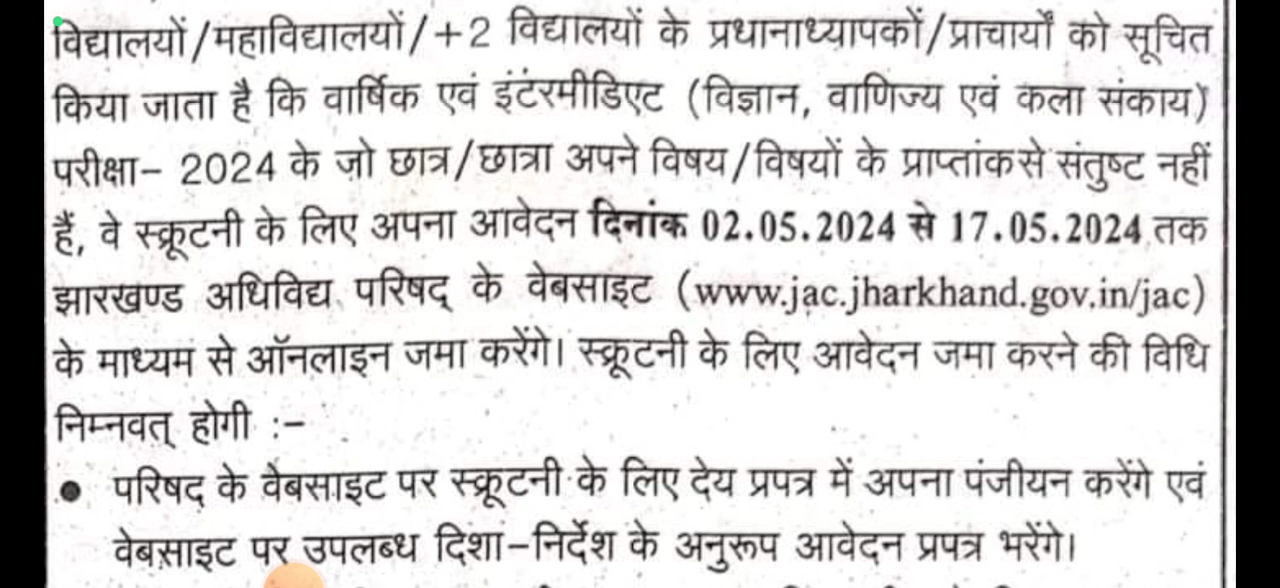 विद्यालयों/महाविद्यालयों/+2 विद्यालयों के प्रधानाध्यापकों/प्राचार्यों को सूचित
किया जाता है कि वार्षिक एवं इंटरमीडिएट (विज्ञान, वाणिज्य एवं कला संकाय)
परीक्षा- 2024 के जो छात्र/छात्रा अपने विषय/विषयों के प्राप्तांक से संतुष्ट नहीं
हैं, वे स्क्रूटनी के लिए अपना आवेदन दिनांक 02.05.2024 से 17.05.2024 तक
झारखण्ड अधिविद्य परिषद् के वेबसाइट (www.jac.jharkhand.gov.in/jac)
के माध्यम से ऑनलाइन जमा करेंगे। स्क्रूटनी के लिए आवेदन जमा करने की विधि
निम्नवत् होगी :-
• परिषद् के वेबसाइट पर स्क्रूटनी के लिए देय प्रपत्र में अपना पंजीयन करेंगे एवं
वेबसाइट पर उपलब्ध दिशा-निर्देश के अनुरूप आवेदन प्रपत्र भरेंगे।